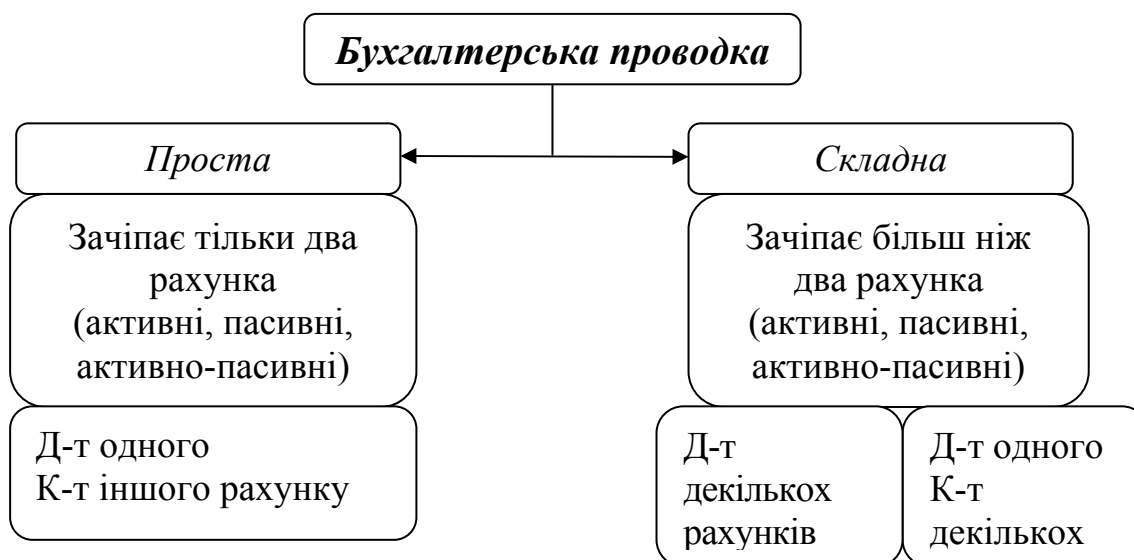 Бухгалтерська проводка
Проста
Складна
Зачіпає тільки два
рахунка
(активні, пасивні,
активно-пасивні)
Зачіпає більш ніж
два рахунка
(активні, пасивні,
активно-пасивні)
Д-т одного
К-т іншого рахунку
Д-т
декількох
рахунків
Д-т одного
К-т
декількох